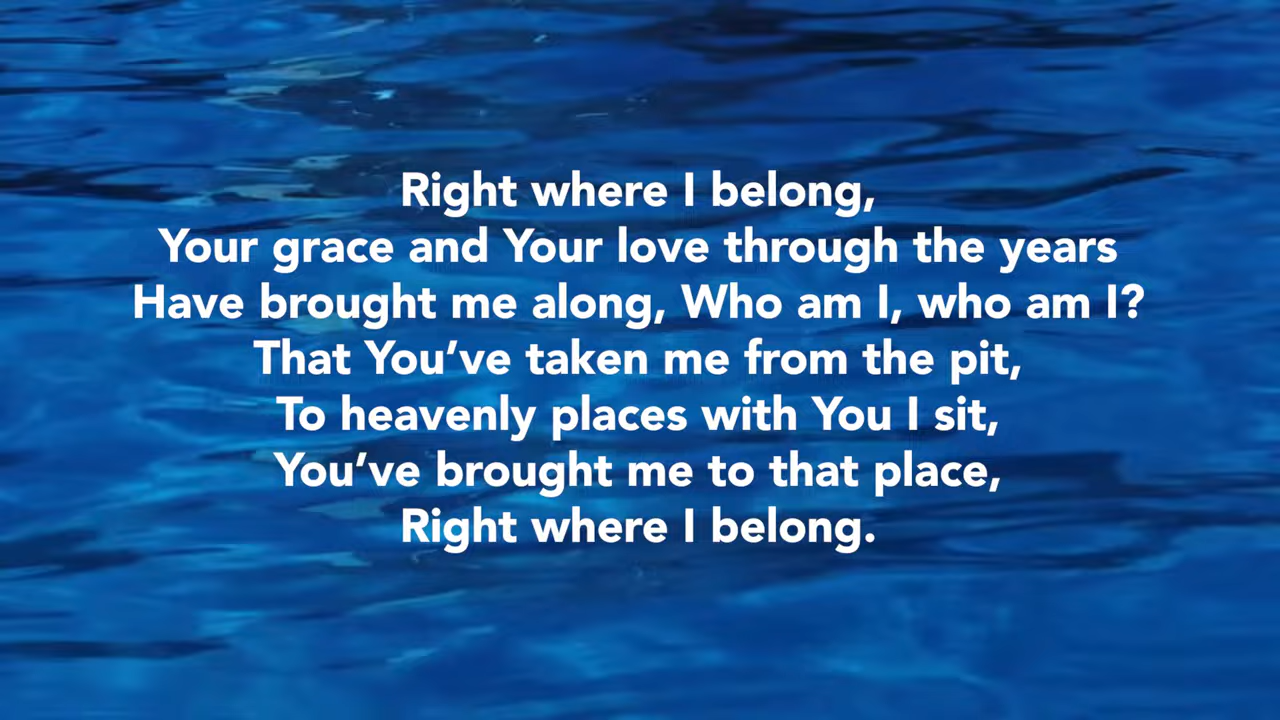 Right where I belong,
Your grace and Your love through the years
Have brought me along, Who am I, who am I?
That You’ve taken me from the pit,
To heavenly places with You I sit,
You’ve brought me to that place,
Right where I belong.